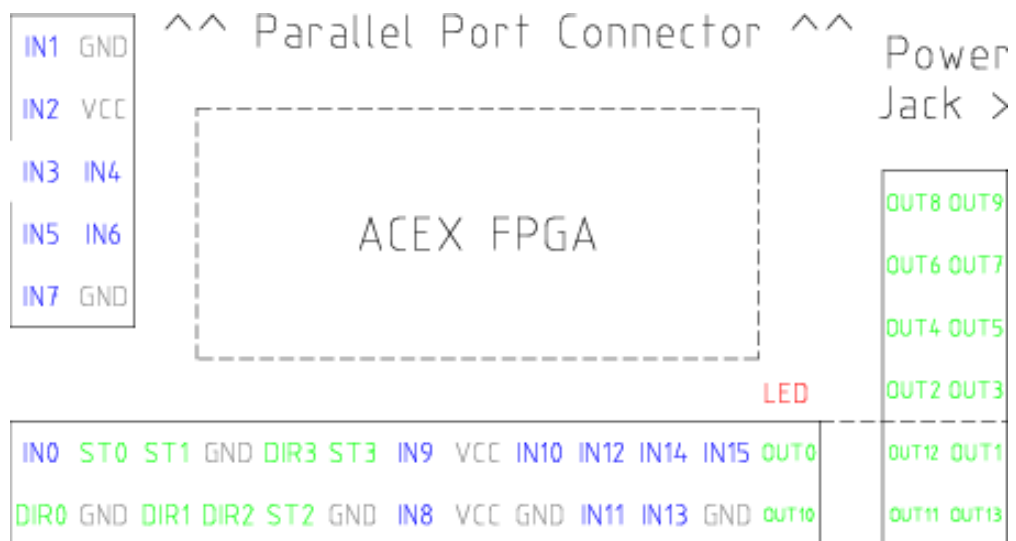 ^^ Parallel Port Connector ^^
IN1 GND
IN2 VCC
IN3 IN4
IN5 IN6
IN7 GND
ACEX FPGA
Power
Jack >
OUT8 OUT9
OUT6 OUT7
OUT4 OUT5
OUT2 OUT3
LED
IN0 ST0 ST1 GND DIR3 ST3 IN9 VCC IN10 IN12 IN14 IN15 OUT0
OUT12 OUT1
DIR0 GND DIR1 DIR2 ST2 GND IN8 VCC GND IN11 IN13 GND OUT10
OUT11 OUT13